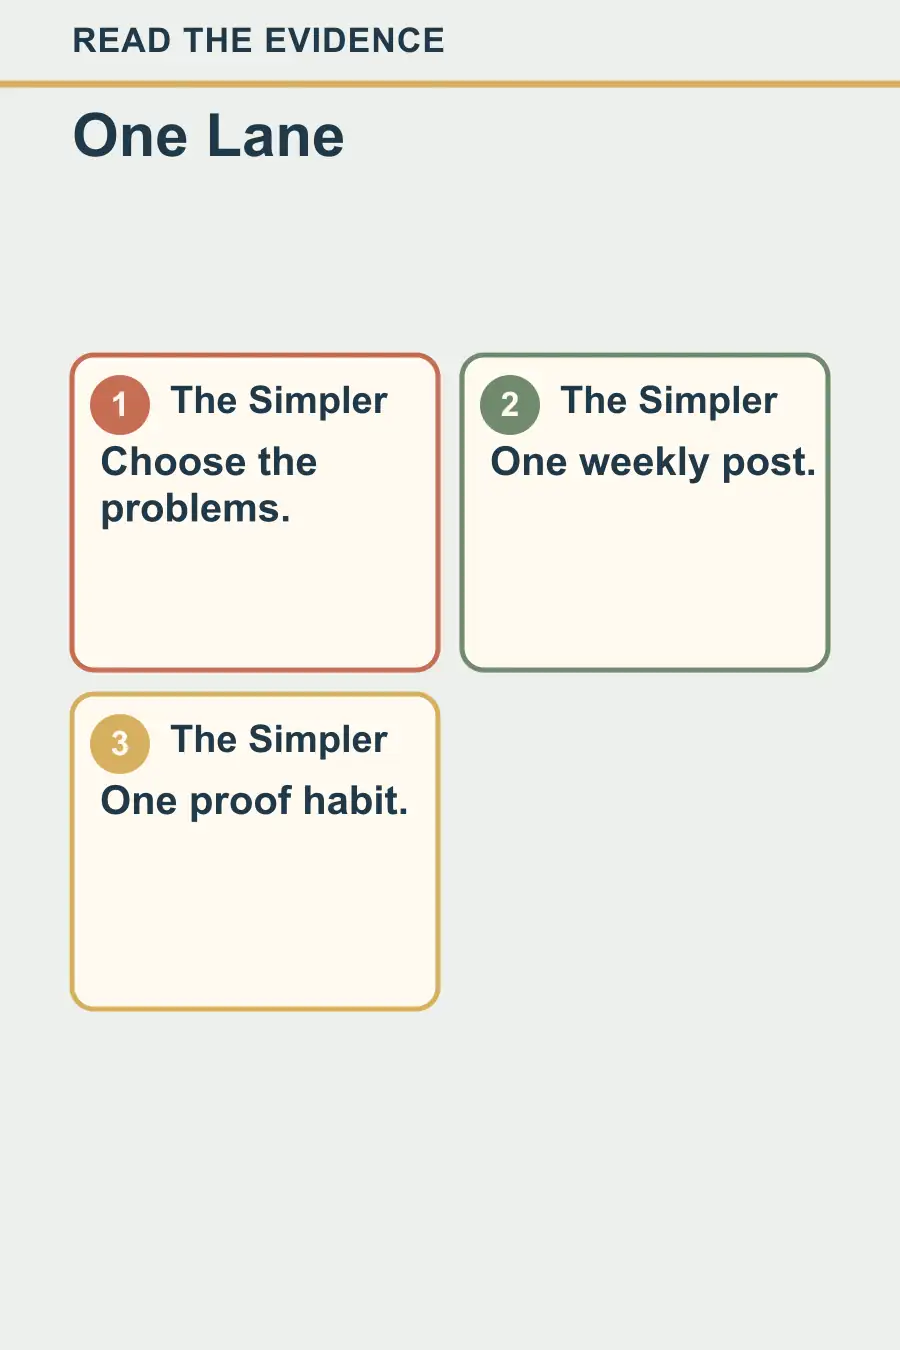 READ THE EVIDENCE
One Lane
1 The Simpler
Choose the
problems.
2 The Simpler
One weekly post.
3 The Simpler
One proof habit.